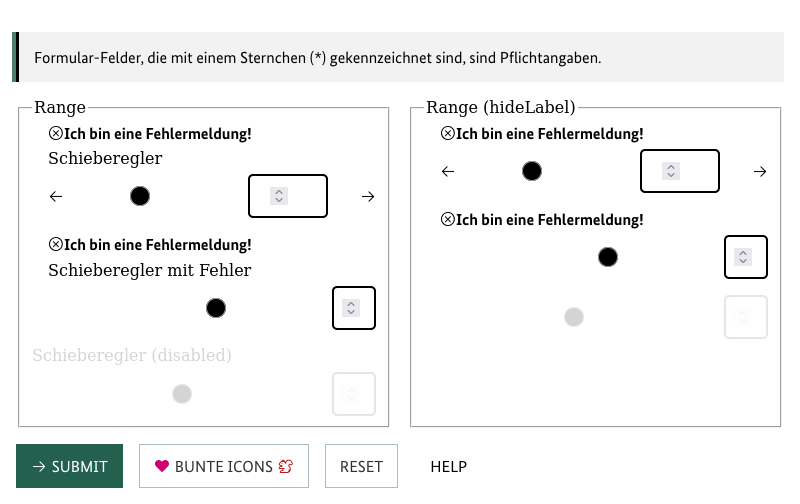 Formular-Felder, die mit einem Sternchen (*) gekennzeichnet sind, sind Pflichtangaben.
Range
Ich bin eine Fehlermeldung!
Schieberegler
Ich bin eine Fehlermeldung!
Schieberegler mit Fehler
Schieberegler (disabled)
Range (hideLabel)
Ich bin eine Fehlermeldung!
Ich bin eine Fehlermeldung!
SUBMIT
BUNTE ICONS
RESET
HELP